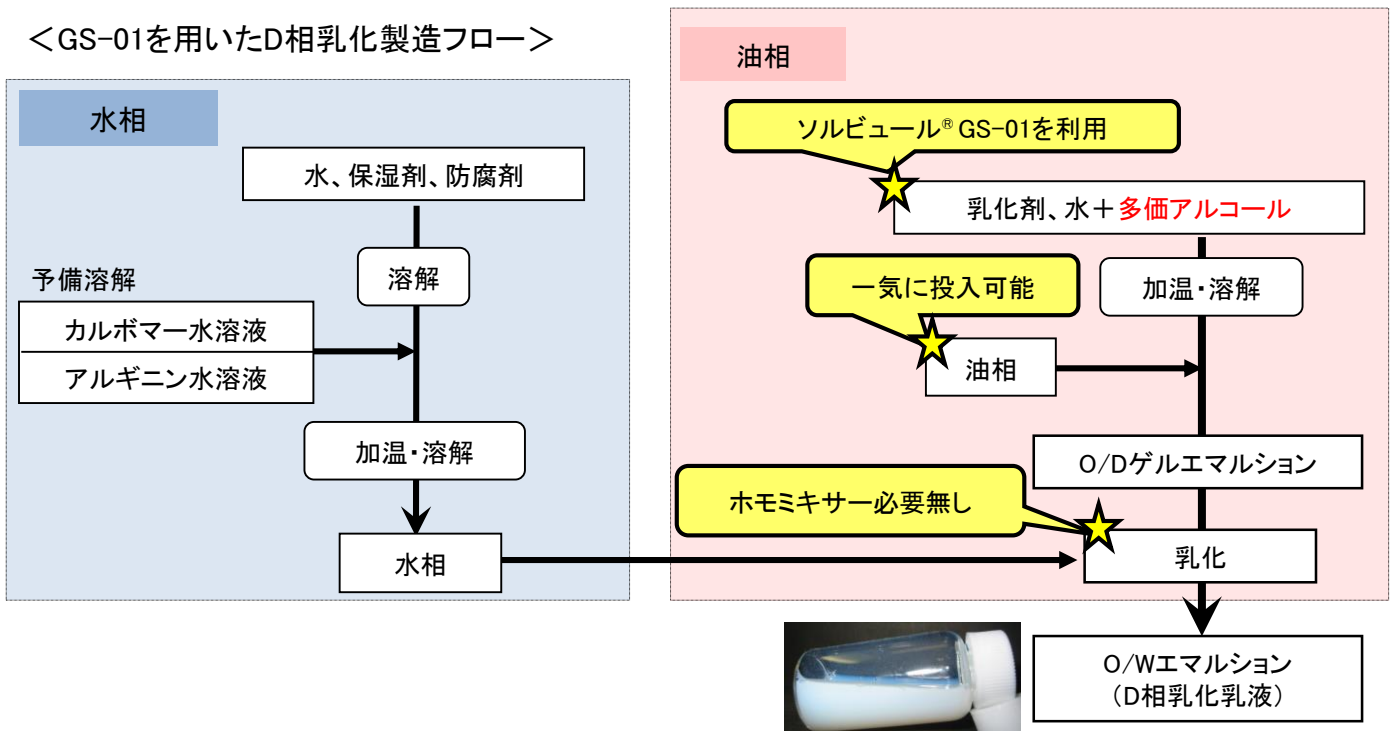 ＜GS-01を用いたD相乳化製造フロー＞
水相
水、保湿剤、防腐剤
溶解
予備溶解
カルボマー水溶液
アルギニン水溶液
加温・溶解
水相
油相
ソルビュール® GS-01を利用
乳化剤、水＋多価アルコール
一気に投入可能
加温・溶解
油相
O/Dゲルエマルション
ホモミキサー必要無し
乳化
O/Wエマルション
（D相乳化乳液）